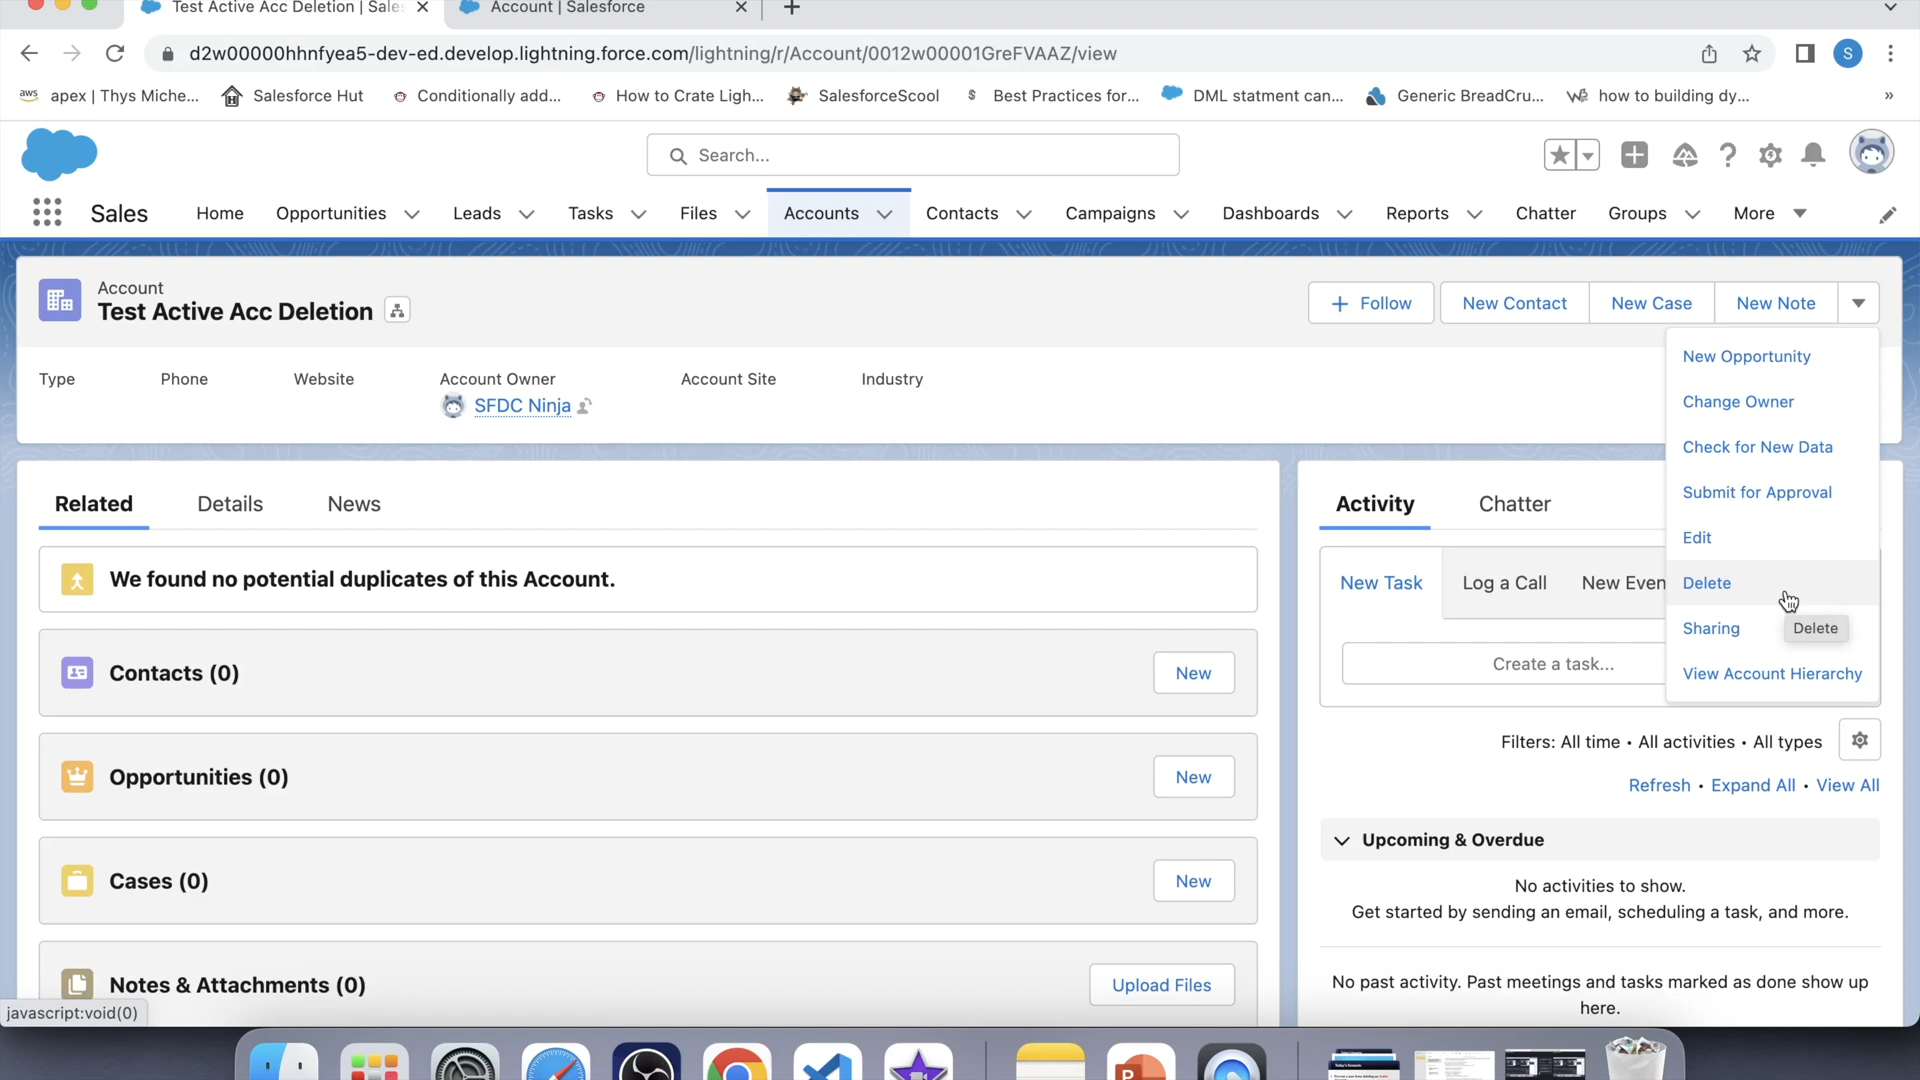 Test Active Acc Deletion | Sales
Account | Salesforce
d2w00000hhnfyea5-dev-ed.develop.lightning.force.com/lightning/r/Account/0012w00001GreFVAAZ/view
S
aws apex | Thys Miche...
Salesforce Hut
Conditionally add...
How to Crate Ligh...
SalesforceScool
Best Practices for...
DML statment can...
Generic BreadCru...
how to building dy...
»
Search...
Sales
Home
Opportunities
Leads
Tasks
Files
Accounts
Contacts
Campaigns
Dashboards
Reports
Chatter
Groups
More
Account
Test Active Acc Deletion
+ Follow
New Contact
New Case
New Note
Type
Phone
Website
Account Owner
SFDC Ninja
Account Site
Industry
New Opportunity
Change Owner
Check for New Data
Submit for Approval
Edit
Delete
Sharing
Delete
View Account Hierarchy
Related
Details
News
We found no potential duplicates of this Account.
Contacts (0)
New
Opportunities (0)
New
Cases (0)
New
Notes & Attachments (0)
Upload Files
Activity
Chatter
New Task
Log a Call
New Even
Create a task...
Filters: All time • All activities • All types
Refresh • Expand All • View All
Upcoming & Overdue
No activities to show.
Get started by sending an email, scheduling a task, and more.
No past activity. Past meetings and tasks marked as done show up
here.
javascript:void(0)
P